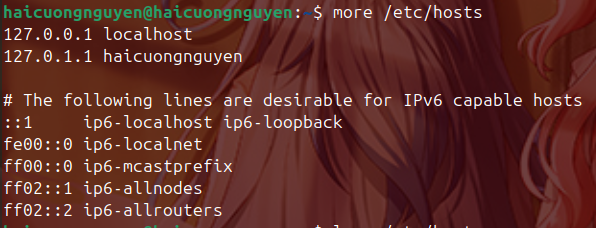 haicuongnguyen@haicuongnguyen:~$ more /etc/hosts
127.0.0.1 localhost
127.0.1.1 haicuongnguyen
# The following lines are desirable for IPv6 capable hosts
::1     ip6-localhost ip6-loopback
fe00::0 ip6-localnet
ff00::0 ip6-mcastprefix
ff02::1 ip6-allnodes
ff02::2 ip6-allrouters